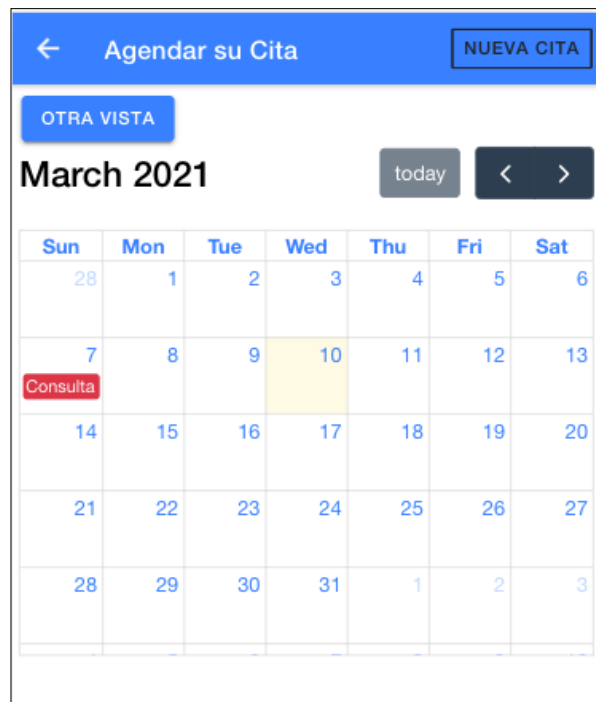 Agendar su Cita NUEVA CITA
OTRA VISTA
March 2021 today
Sun Mon Tue Wed Thu Fri Sat
28 1 2 3 4 5 6
7 8 9 10 11 12 13
Consulta
14 15 16 17 18 19 20
21 22 23 24 25 26 27
28 29 30 31 1 2 3